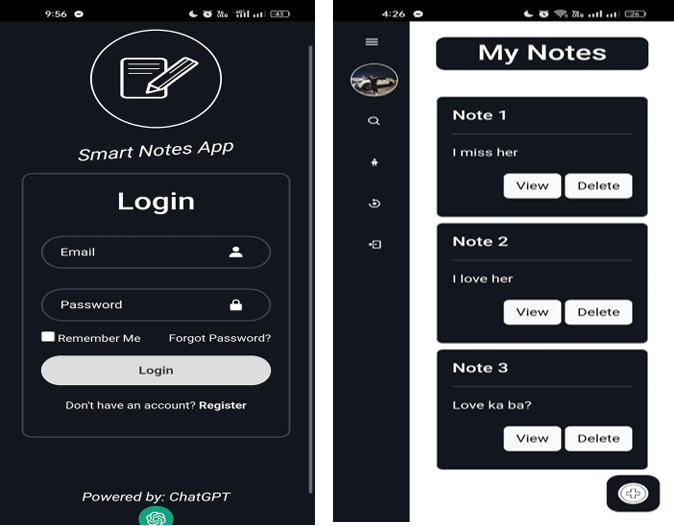 9:56
43
Smart Notes App
Login
Email
Password
Remember Me Forgot Password?
Login
Don't have an account? Register
Powered by: ChatGPT
4:26
26
My Notes
Note 1
I miss her
View Delete
Note 2
I love her
View Delete
Note 3
Love ka ba?
View Delete